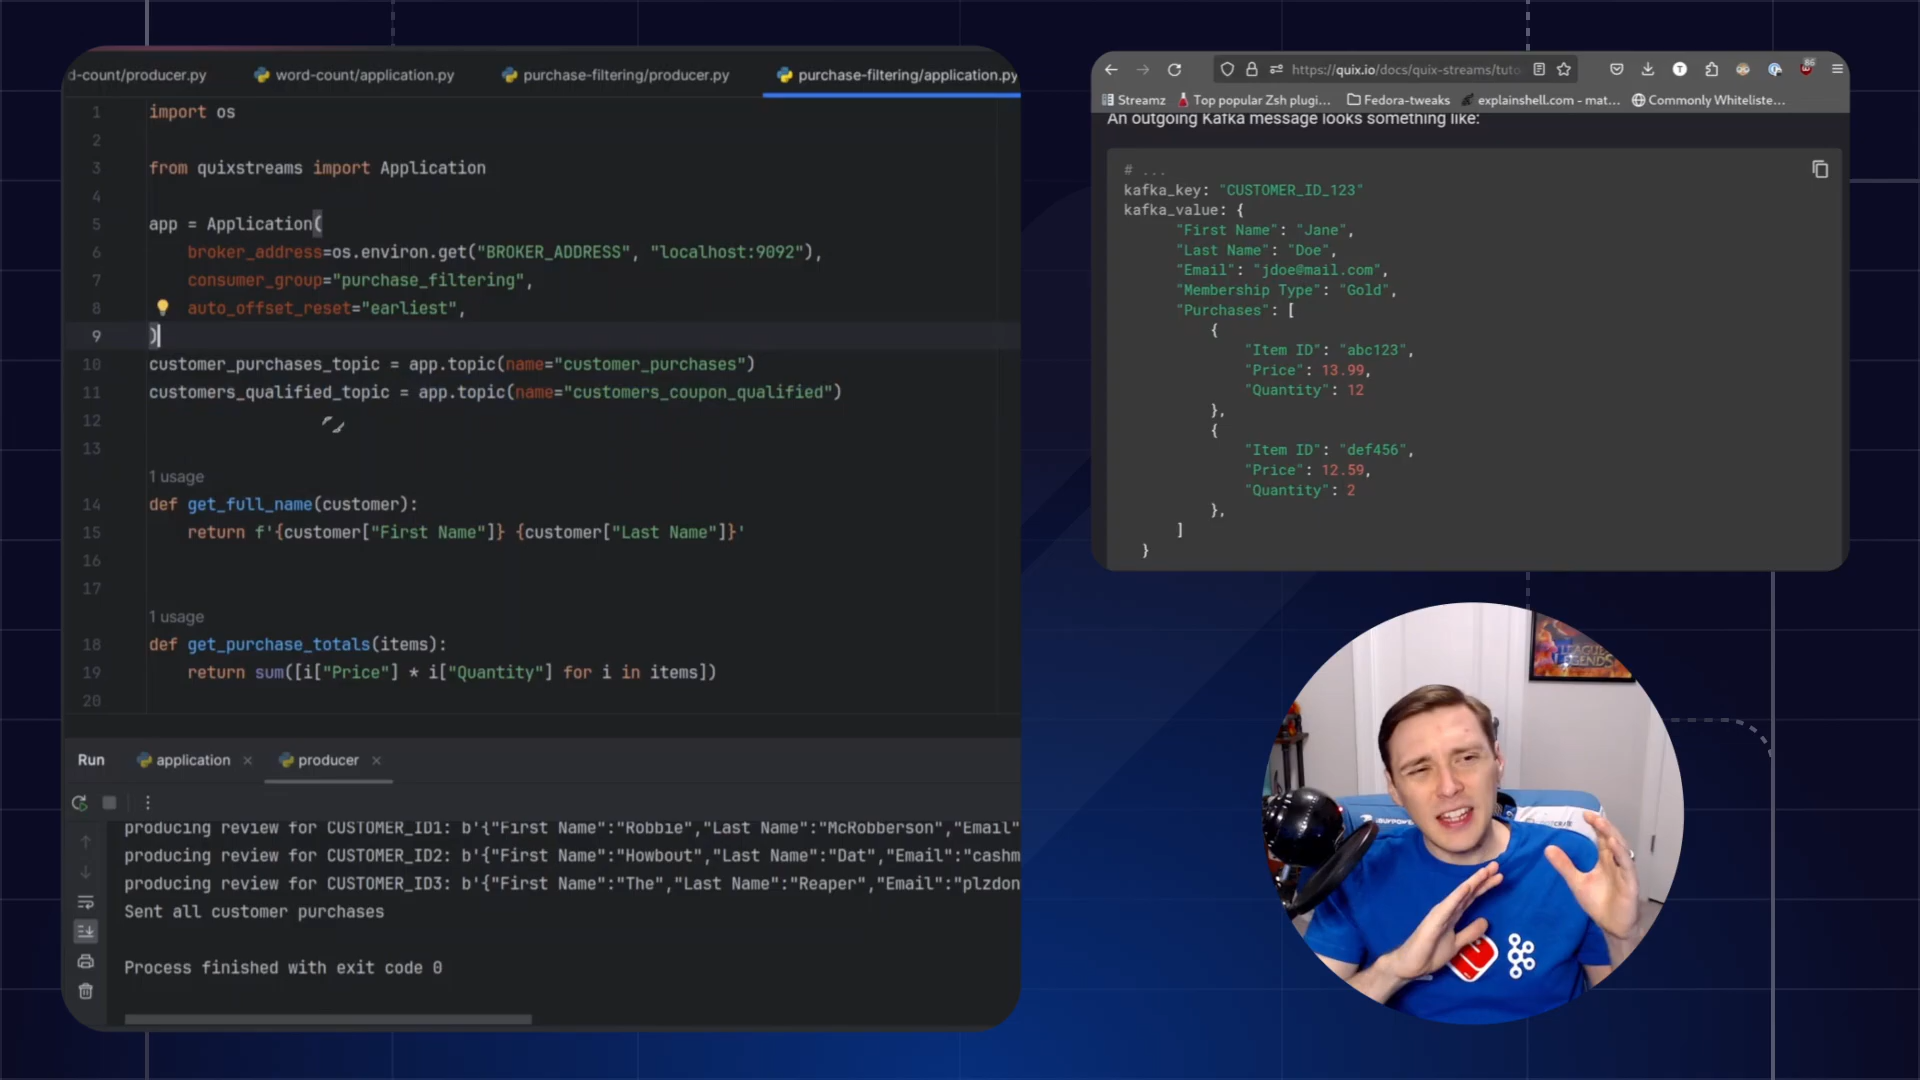 d-count/producer.py
word-count/application.py
purchase-filtering/producer.py
purchase-filtering/application.py
1 import os
2
3 from quixstreams import Application
4
5 app = Application(
6 broker_address=os.environ.get("BROKER_ADDRESS", "localhost:9092"),
7 consumer_group="purchase_filtering",
8 auto_offset_reset="earliest",
9 )
10 customer_purchases_topic = app.topic(name="customer_purchases")
11 customers_qualified_topic = app.topic(name="customers_coupon_qualified")
12
13
1 usage
14 def get_full_name(customer):
15 return f'{customer["First Name"]} {customer["Last Name"]}'
16
17
1 usage
18 def get_purchase_totals(items):
19 return sum([i["Price"] * i["Quantity"] for i in items])
20
Run application producer
producing review for CUSTOMER_ID1: b'{"First Name":"Robbie","Last Name":"McRobberson","Email"
producing review for CUSTOMER_ID2: b'{"First Name":"Howbout","Last Name":"Dat","Email":"cashm
producing review for CUSTOMER_ID3: b'{"First Name":"The","Last Name":"Reaper","Email":"plzdon
Sent all customer purchases
Process finished with exit code 0
https://quix.io/docs/quix-streams/tuto
86
Streamz Top popular Zsh plugi... Fedora-tweaks explainshell.com - mat... Commonly Whiteliste...
An outgoing Kafka message looks something like:
# ...
kafka_key: "CUSTOMER_ID_123"
kafka_value: {
"First Name": "Jane",
"Last Name": "Doe",
"Email": "jdoe@mail.com",
"Membership Type": "Gold",
"Purchases": [
{
"Item ID": "abc123",
"Price": 13.99,
"Quantity": 12
},
{
"Item ID": "def456",
"Price": 12.59,
"Quantity": 2
},
]
}
LEAGUE
LEGENDS